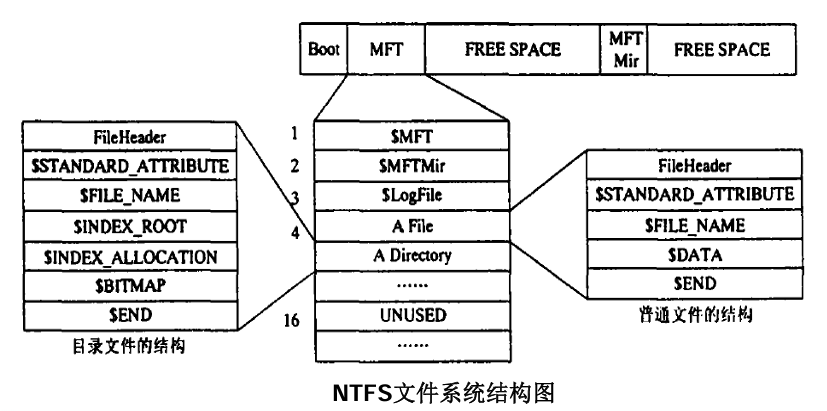 Boot
MFT
FREE SPACE
MFT
Mir
FREE SPACE
FileHeader
$STANDARD_ATTRIBUTE
$FILE_NAME
$INDEX_ROOT
$INDEX_ALLOCATION
$BITMAP
$END
目录文件的结构
1
$MFT
2
$MFTMir
3
$LogFile
4
A File
A Directory
……
16
UNUSED
……
FileHeader
$STANDARD_ATTRIBUTE
$FILE_NAME
$DATA
$END
普通文件的结构
NTFS文件系统结构图